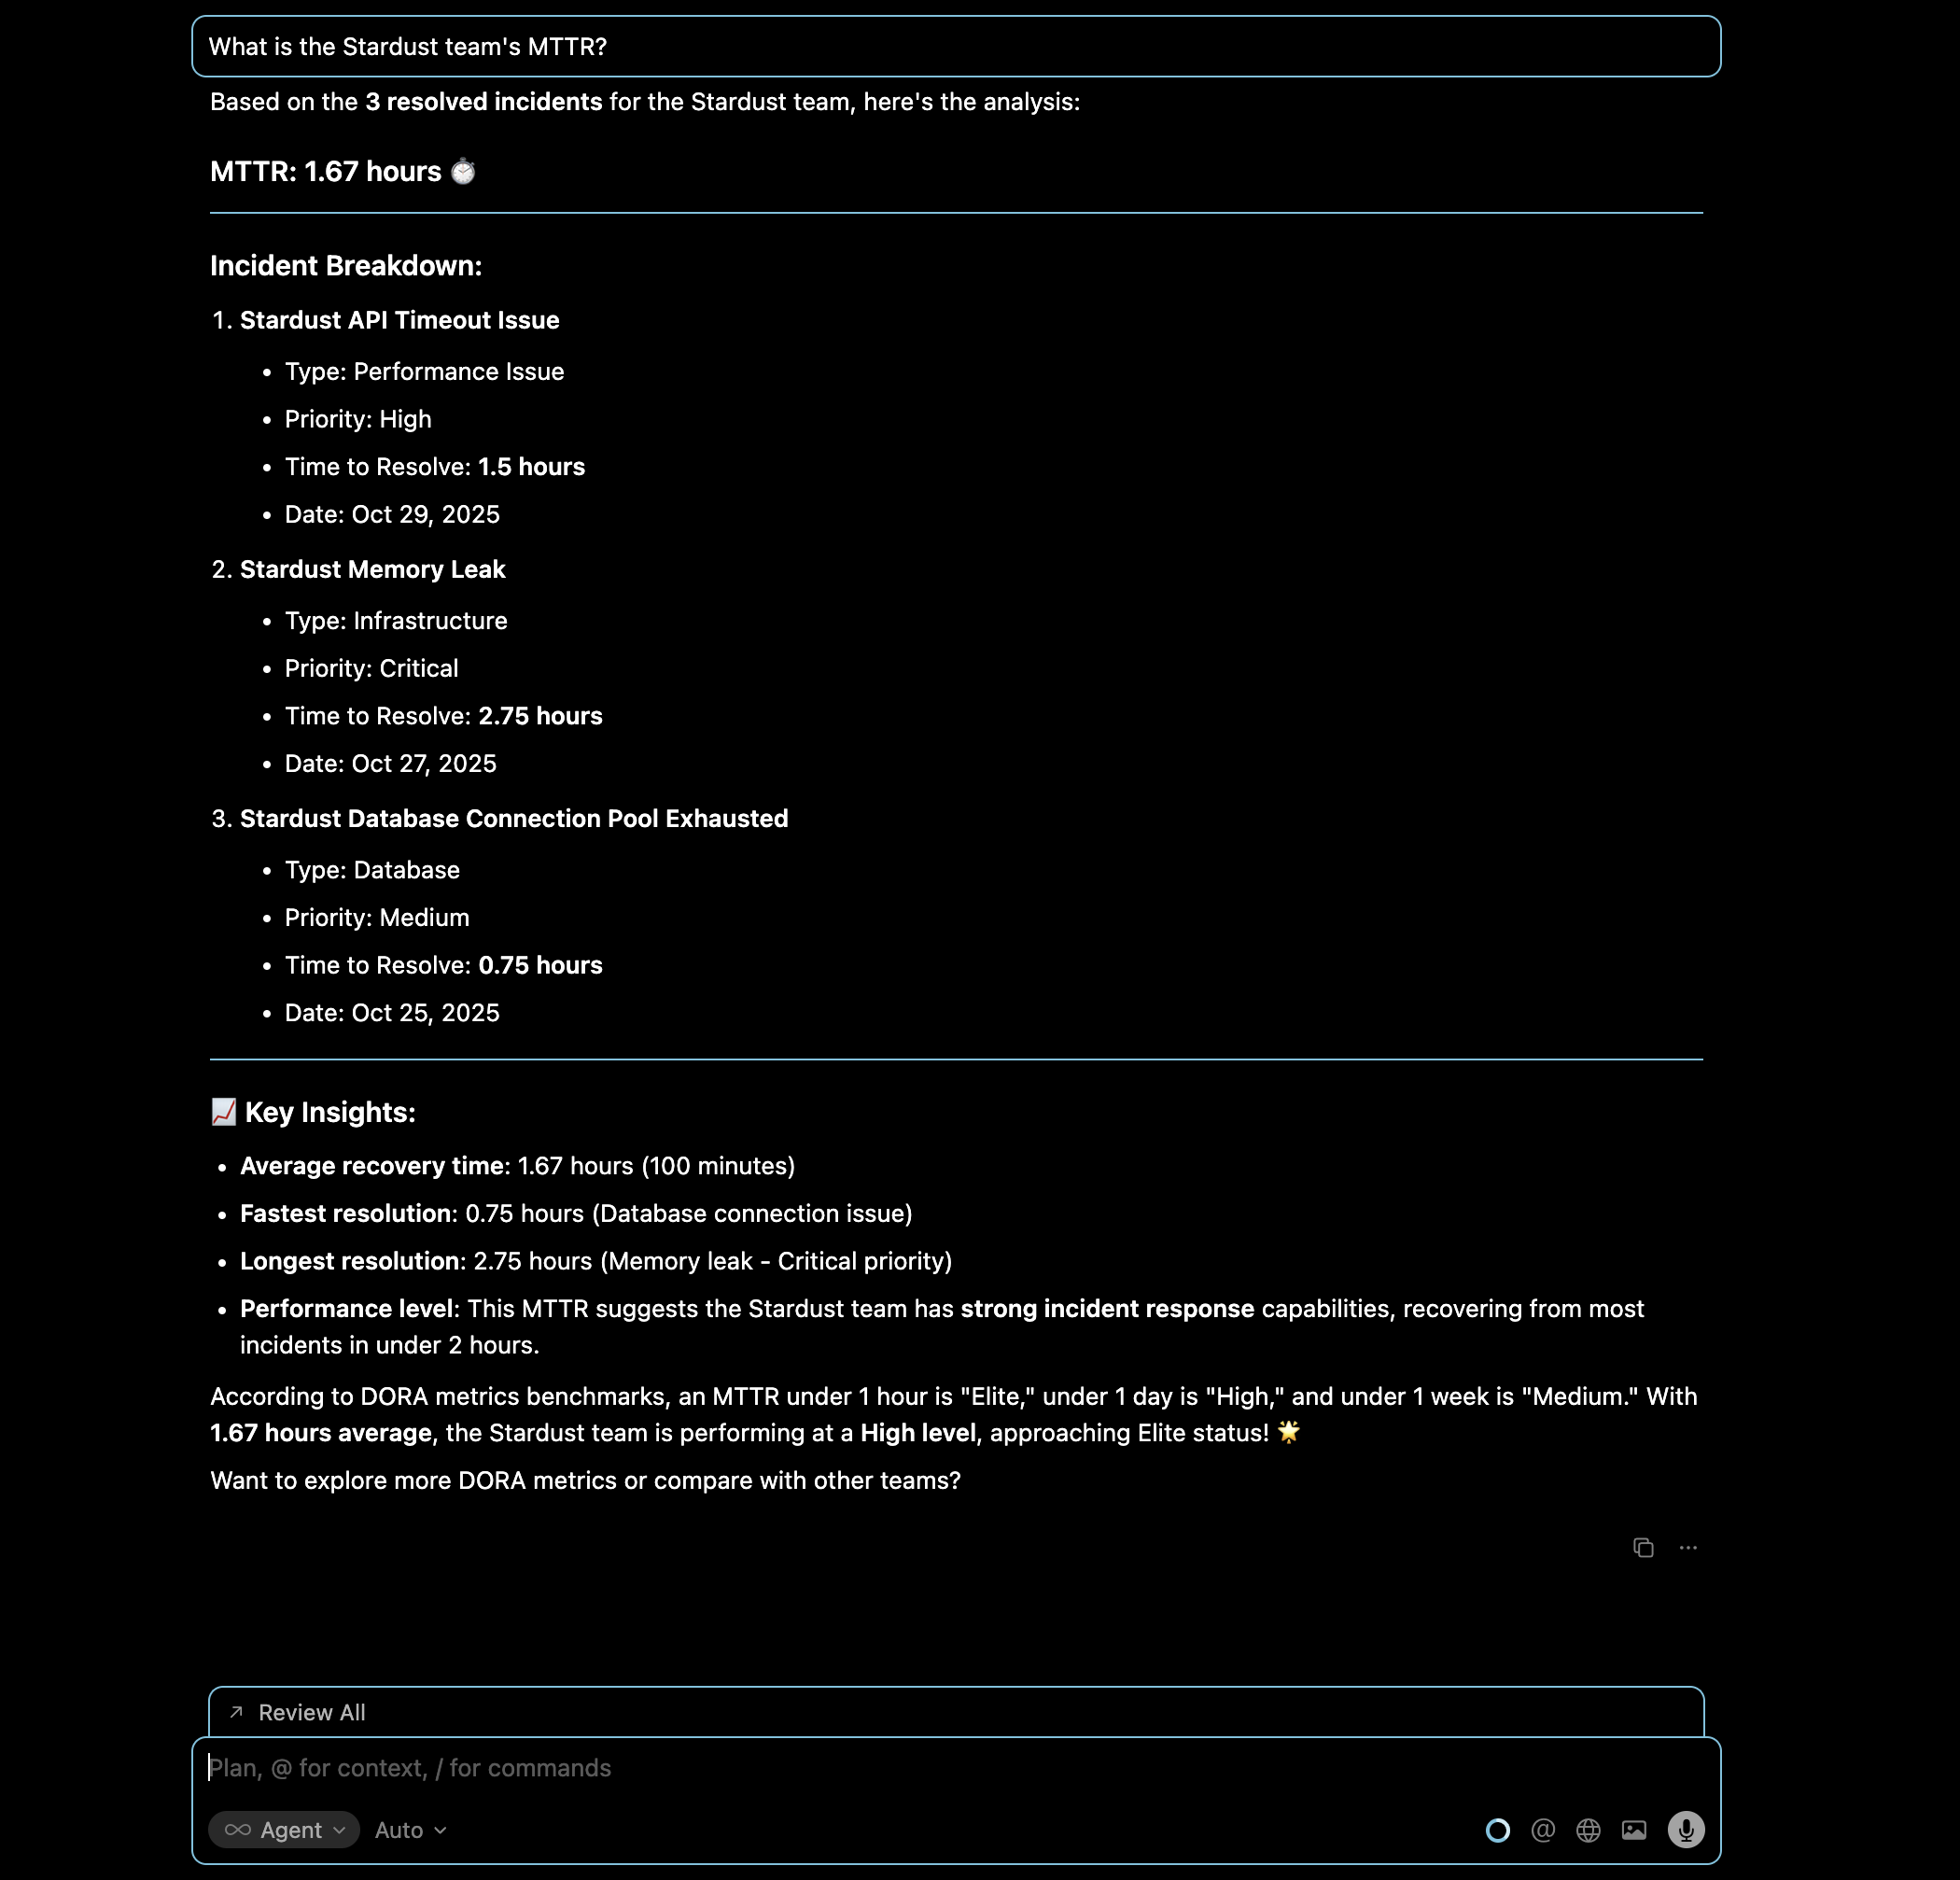 What is the Stardust team's MTTR?
Based on the 3 resolved incidents for the Stardust team, here's the analysis:
MTTR: 1.67 hours ⏱️
Incident Breakdown:
1. Stardust API Timeout Issue
• Type: Performance Issue
• Priority: High
• Time to Resolve: 1.5 hours
• Date: Oct 29, 2025
2. Stardust Memory Leak
• Type: Infrastructure
• Priority: Critical
• Time to Resolve: 2.75 hours
• Date: Oct 27, 2025
3. Stardust Database Connection Pool Exhausted
• Type: Database
• Priority: Medium
• Time to Resolve: 0.75 hours
• Date: Oct 25, 2025
📈 Key Insights:
• Average recovery time: 1.67 hours (100 minutes)
• Fastest resolution: 0.75 hours (Database connection issue)
• Longest resolution: 2.75 hours (Memory leak - Critical priority)
• Performance level: This MTTR suggests the Stardust team has strong incident response capabilities, recovering from most
incidents in under 2 hours.
According to DORA metrics benchmarks, an MTTR under 1 hour is "Elite," under 1 day is "High," and under 1 week is "Medium." With
1.67 hours average, the Stardust team is performing at a High level, approaching Elite status! 🌟
Want to explore more DORA metrics or compare with other teams?
Review All
Plan, @ for context, / for commands
Agent Auto